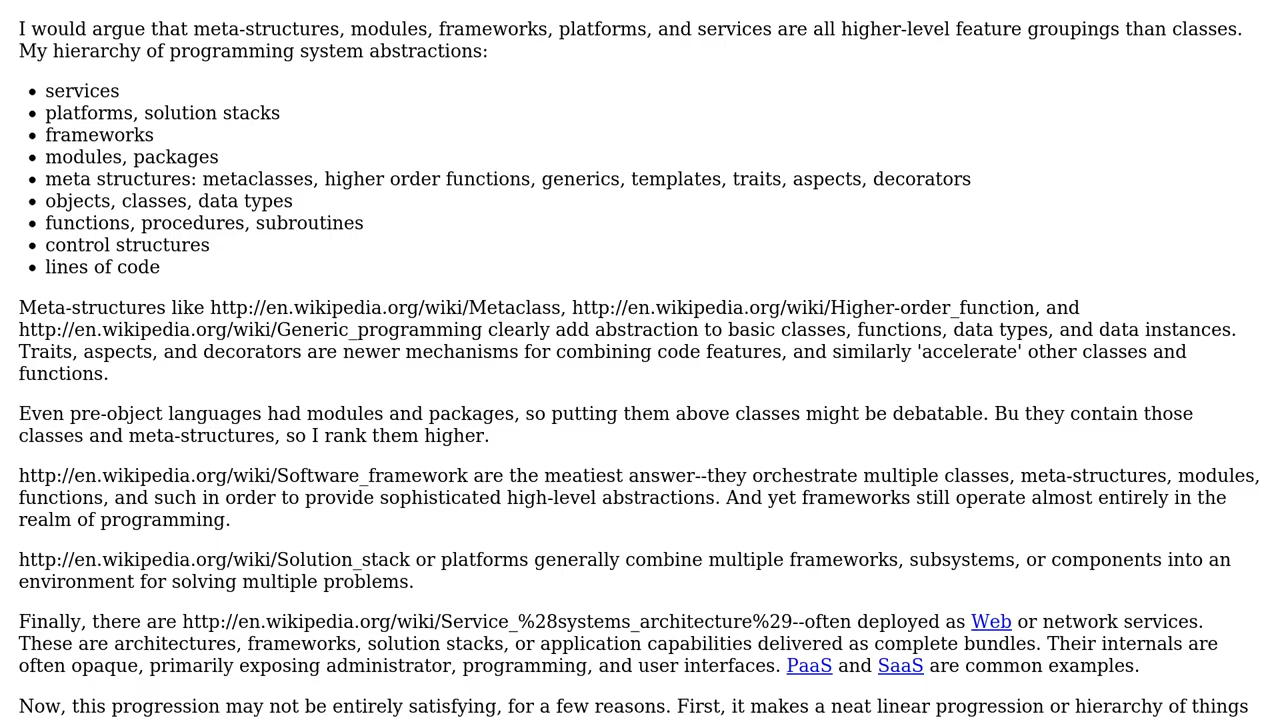 I would argue that meta-structures, modules, frameworks, platforms, and services are all higher-level feature groupings than classes.
My hierarchy of programming system abstractions:
• services
• platforms, solution stacks
• frameworks
• modules, packages
• meta structures: metaclasses, higher order functions, generics, templates, traits, aspects, decorators
• objects, classes, data types
• functions, procedures, subroutines
• control structures
• lines of code
Meta-structures like http://en.wikipedia.org/wiki/Metaclass, http://en.wikipedia.org/wiki/Higher-order_function, and
http://en.wikipedia.org/wiki/Generic_programming clearly add abstraction to basic classes, functions, data types, and data instances.
Traits, aspects, and decorators are newer mechanisms for combining code features, and similarly 'accelerate' other classes and
functions.
Even pre-object languages had modules and packages, so putting them above classes might be debatable. Bu they contain those
classes and meta-structures, so I rank them higher.
http://en.wikipedia.org/wiki/Software_framework are the meatiest answer--they orchestrate multiple classes, meta-structures, modules,
functions, and such in order to provide sophisticated high-level abstractions. And yet frameworks still operate almost entirely in the
realm of programming.
http://en.wikipedia.org/wiki/Solution_stack or platforms generally combine multiple frameworks, subsystems, or components into an
environment for solving multiple problems.
Finally, there are http://en.wikipedia.org/wiki/Service_%28systems_architecture%29--often deployed as Web or network services.
These are architectures, frameworks, solution stacks, or application capabilities delivered as complete bundles. Their internals are
often opaque, primarily exposing administrator, programming, and user interfaces. PaaS and SaaS are common examples.
Now, this progression may not be entirely satisfying, for a few reasons. First, it makes a neat linear progression or hierarchy of things